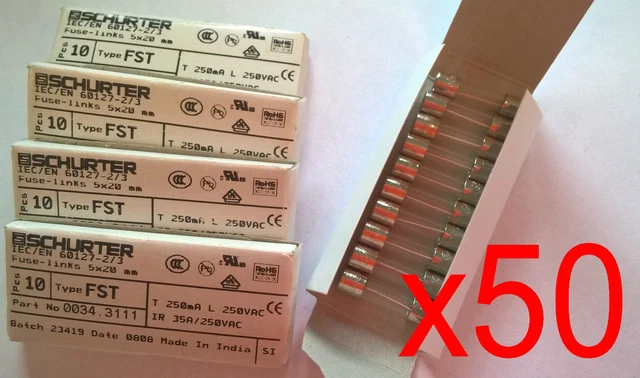 SCHURTER
IEC/EN 60127-2/3
Fuse-links 5x20 mm
Pcs 10 Type FST
T 250mA L 250VAC
SCHURTER
IEC/EN 60127-2/3
Fuse-links 5x20 mm
Pcs 10 Type FST
T 250mA L 250VAC
SCHURTER
IEC/EN 60127-2/3
Fuse-links 5x20 mm
Pcs 10 Type FST
T 250mA L 250VAC
SCHURTER
IEC/EN 60127-2/3
Fuse-links 5x20 mm
RoHS
Pcs 10 Type FST
T 250mA L 250VAC
Part No 0034.3111
IR 35A/250VAC
Batch 23419 Date 0808 Made In India SI
x50